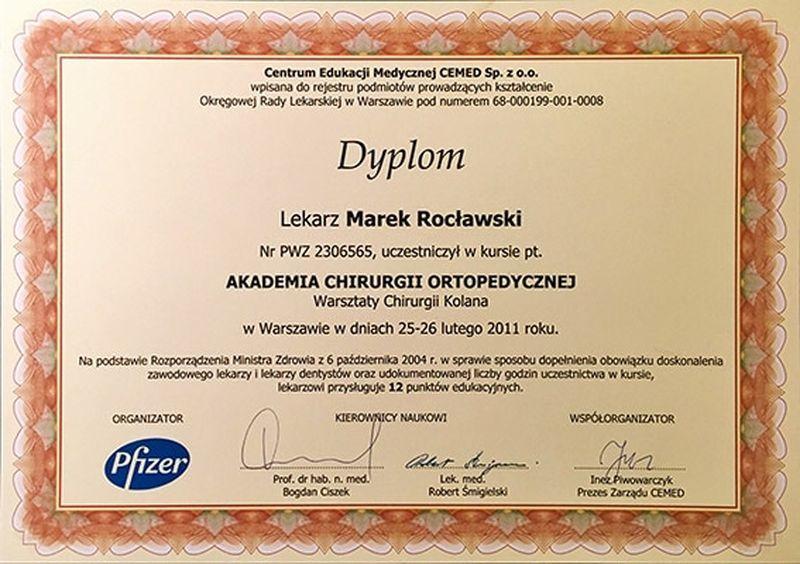 Centrum Edukacji Medycznej CEMED Sp. z o.o.
wpisana do rejestru podmiotów prowadzących kształcenie
Okręgowej Rady Lekarskiej w Warszawie pod numerem 68-000199-001-0008
Dyplom
Lekarz Marek Rocławski
Nr PWZ 2306565, uczestniczył w kursie pt.
AKADEMIA CHIRURGII ORTOPEDYCZNEJ
Warsztaty Chirurgii Kolana
w Warszawie w dniach 25-26 lutego 2011 roku.
Na podstawie Rozporządzenia Ministra Zdrowia z 6 października 2004 r. w sprawie sposobu dopełnienia obowiązku doskonalenia
zawodowego lekarzy i lekarzy dentystów oraz udokumentowanej liczby godzin uczestnictwa w kursie,
lekarzowi przysługuje 12 punktów edukacyjnych.
ORGANIZATOR KIEROWNICY NAUKOWI WSPÓŁORGANIZATOR
Pfizer
Prof. dr hab. n. med. Lek. med. Inez Piwowarczyk
Bogdan Ciszek Robert Śmigielski Prezes Zarządu CEMED